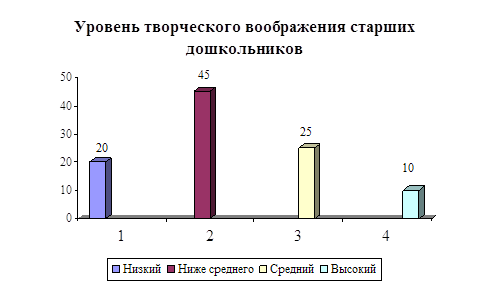 Уровень творческого воображения старших
дошкольников
50
40
30
20
10
0
20
45
25
10
1 2 3 4
Низкий Ниже среднего Средний Высокий